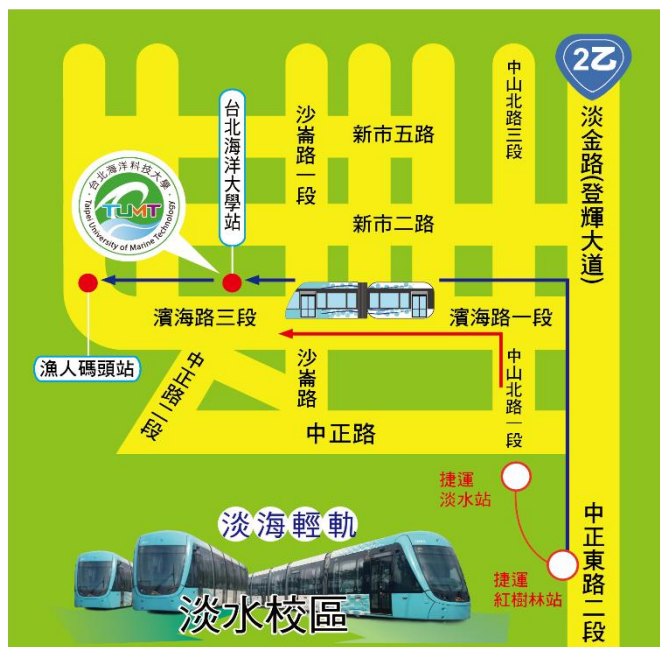 2乙
淡金路(登輝大道)
中山北路三段
沙崙路一段
新市五路
台北海洋大學站
台北海洋科技大學
TUMT
Taipei University of Marine Technology
新市二路
濱海路三段
濱海路一段
漁人碼頭站
中正路二段
沙崙路
中山北路一段
中正路
捷運
淡水站
淡海輕軌
捷運
紅樹林站
中正東路二段
淡水校區